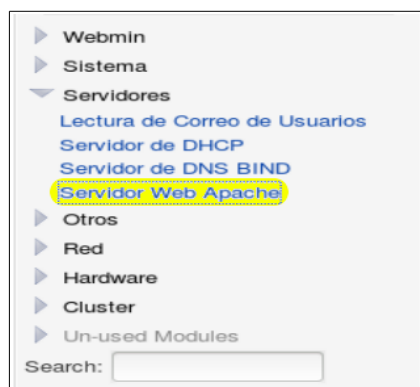 Webmin
Sistema
Servidores
Lectura de Correo de Usuarios
Servidor de DHCP
Servidor de DNS BIND
Servidor Web Apache
Otros
Red
Hardware
Cluster
Un-used Modules
Search: